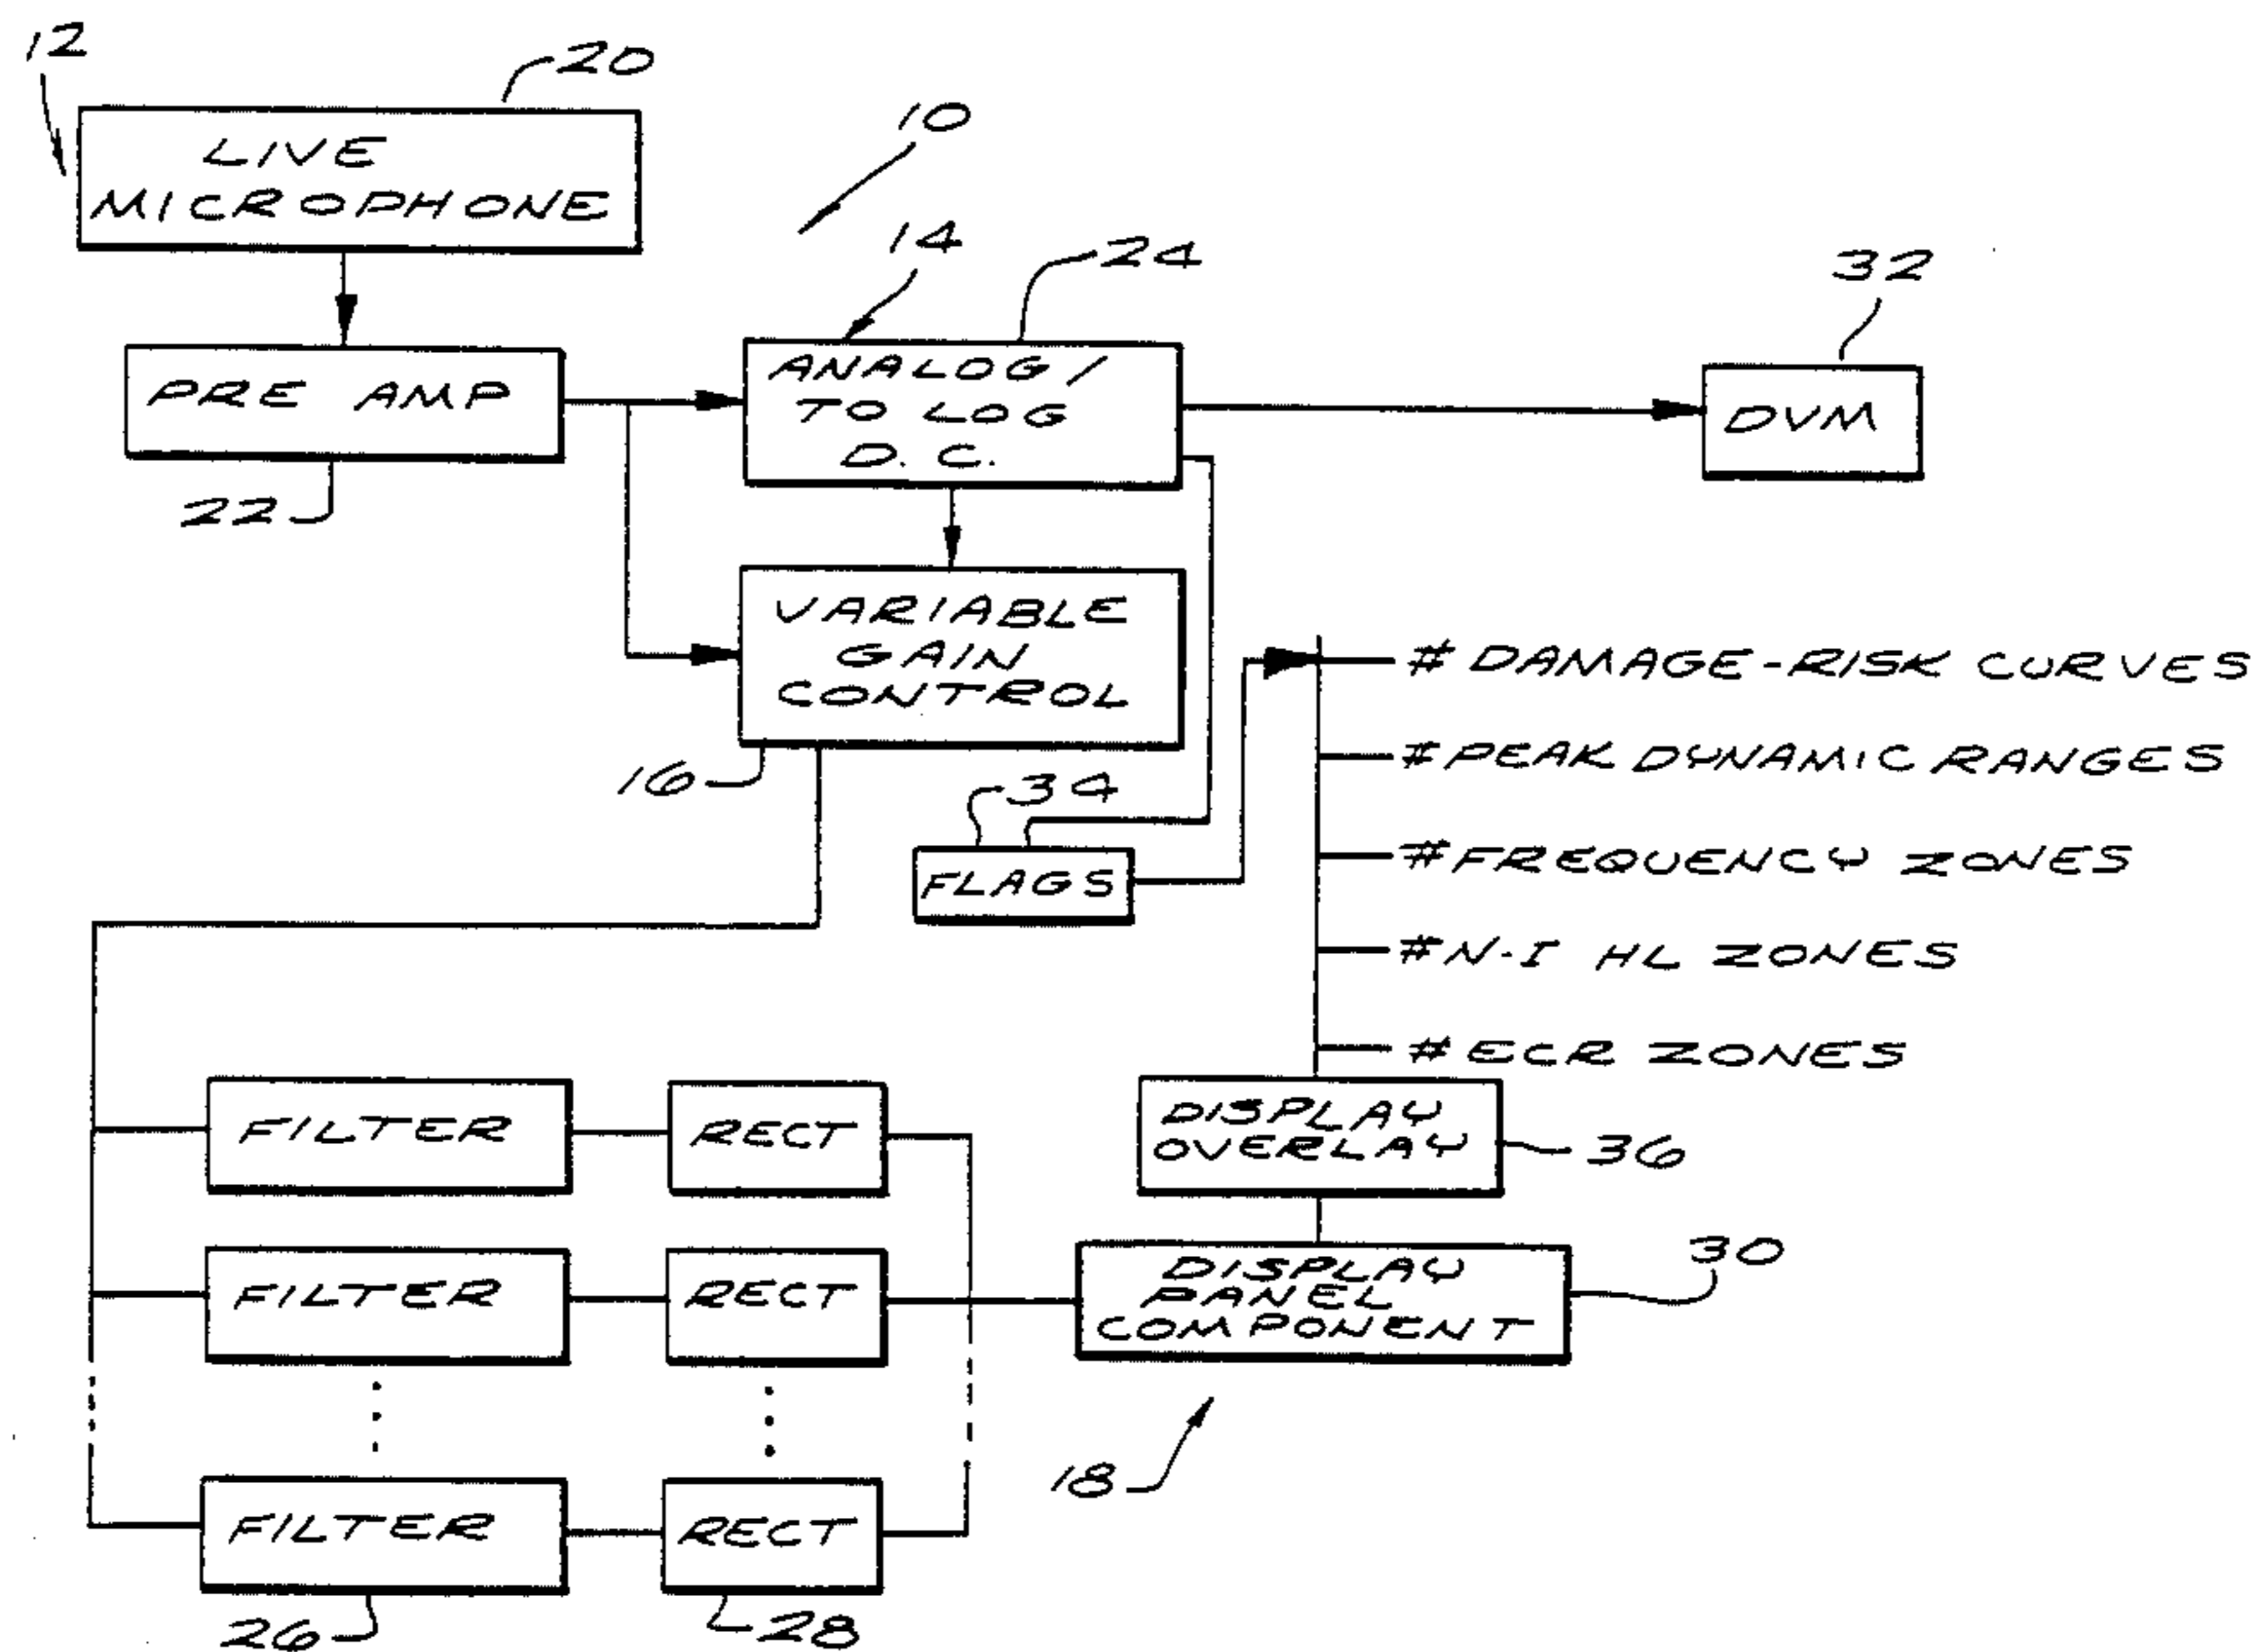 12
20
LIVE
MICROPHONE
10
14
24
32
PRE AMP
ANALOG/
TO LOG
D.C.
DVM
22
VARIABLE
GAIN
CONTROL
# DAMAGE-RISK CURVES
16
34
# PEAK DYNAMIC RANGES
FLAGS
# FREQUENCY ZONES
# N-I HL ZONES
# ECR ZONES
FILTER
RECT
DISPLAY
OVERLAY
36
FILTER
RECT
DISPLAY
PANEL
COMPONENT
30
18
FILTER
RECT
26
28